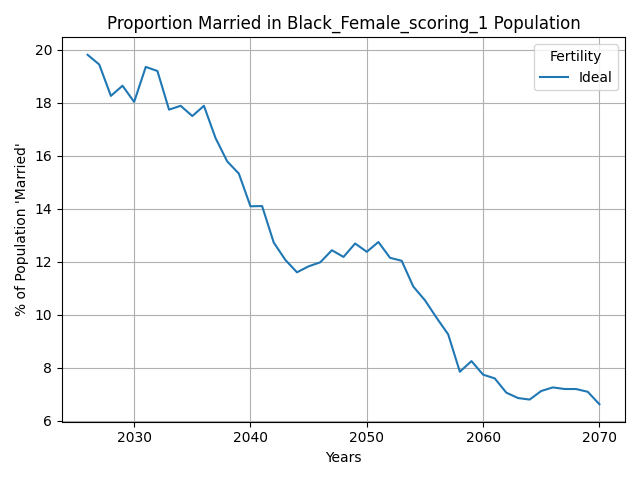 Proportion Married in Black_Female_scoring_1 Population
% of Population 'Married'
20
18
16
14
12
10
8
6
Fertility
Ideal
2030
2040
2050
2060
2070
Years